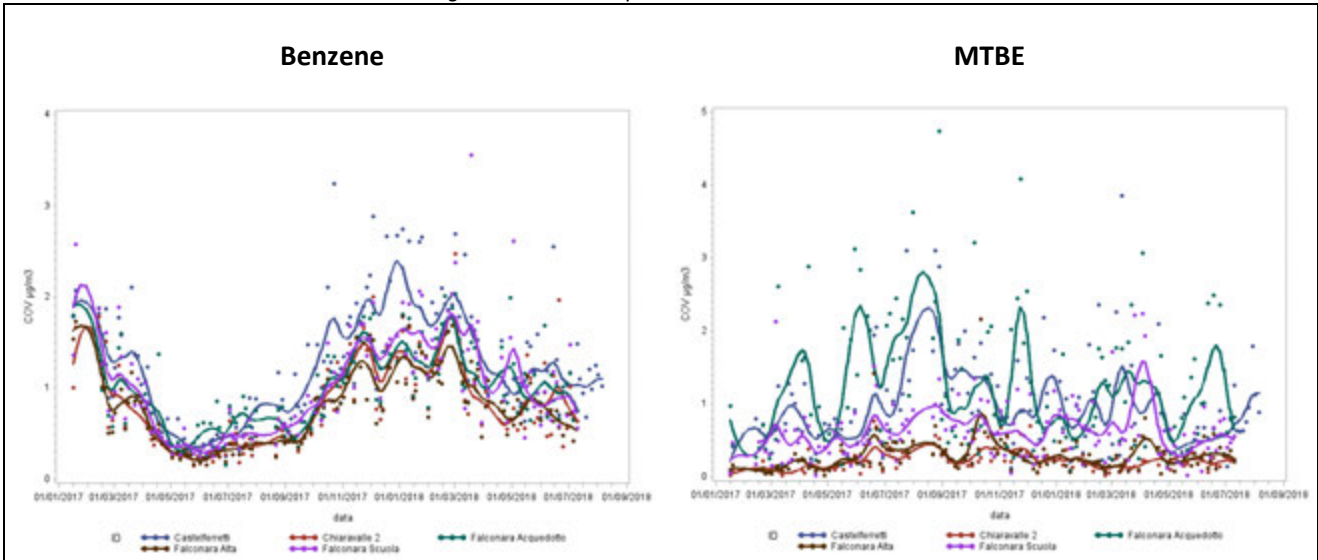 Benzene
MTBE
4
3
2
1
0
COV µg/m3
01/01/2017 01/03/2017 01/05/2017 01/07/2017 01/09/2017 01/11/2017 01/01/2018 01/03/2018 01/05/2018 01/07/2018 01/09/2018
data
ID Castelferretti Chiaravalle 2 Falconara Acquedotto
Falconara Alta Falconara Scuola
5
4
3
2
1
0
COV µg/m3
01/01/2017 01/03/2017 01/05/2017 01/07/2017 01/09/2017 01/11/2017 01/01/2018 01/03/2018 01/05/2018 01/07/2018 01/09/2018
data
ID Castelferretti Chiaravalle 2 Falconara Acquedotto
Falconara Alta Falconara Scuola